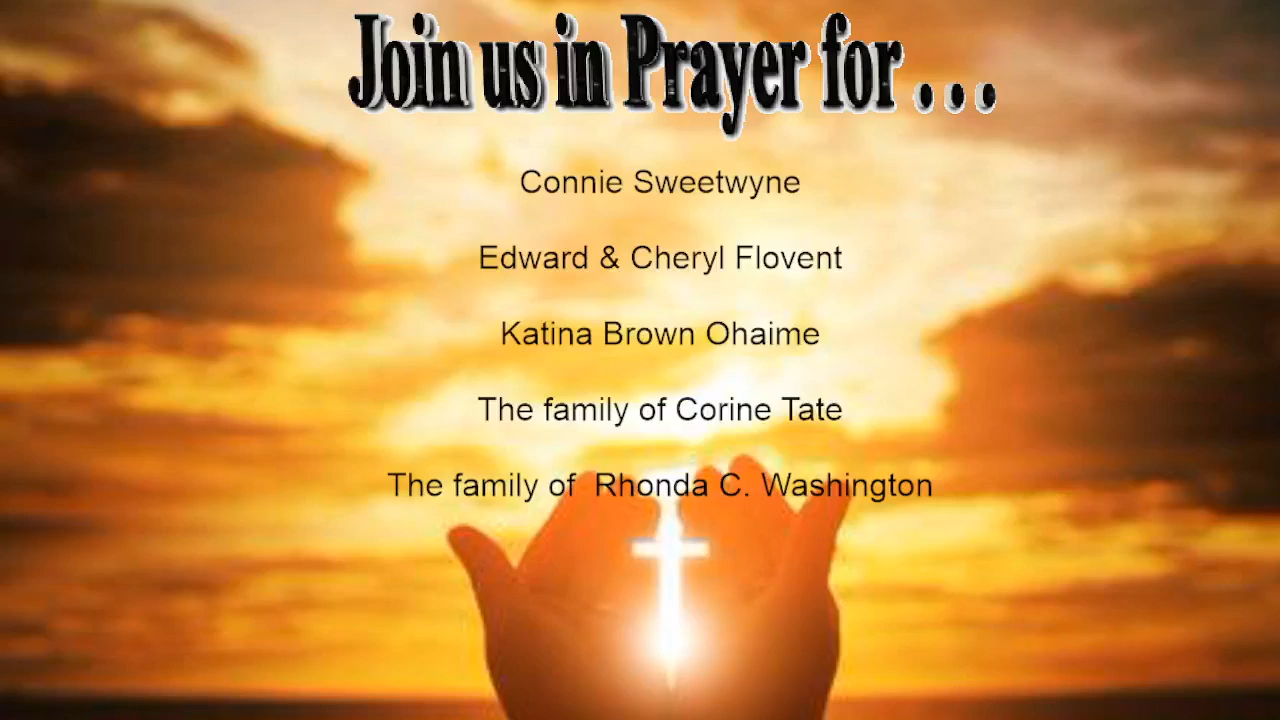 Join us in Prayer for . . .
Connie Sweetwyne
Edward & Cheryl Flovent
Katina Brown Ohaime
The family of Corine Tate
The family of Rhonda C. Washington